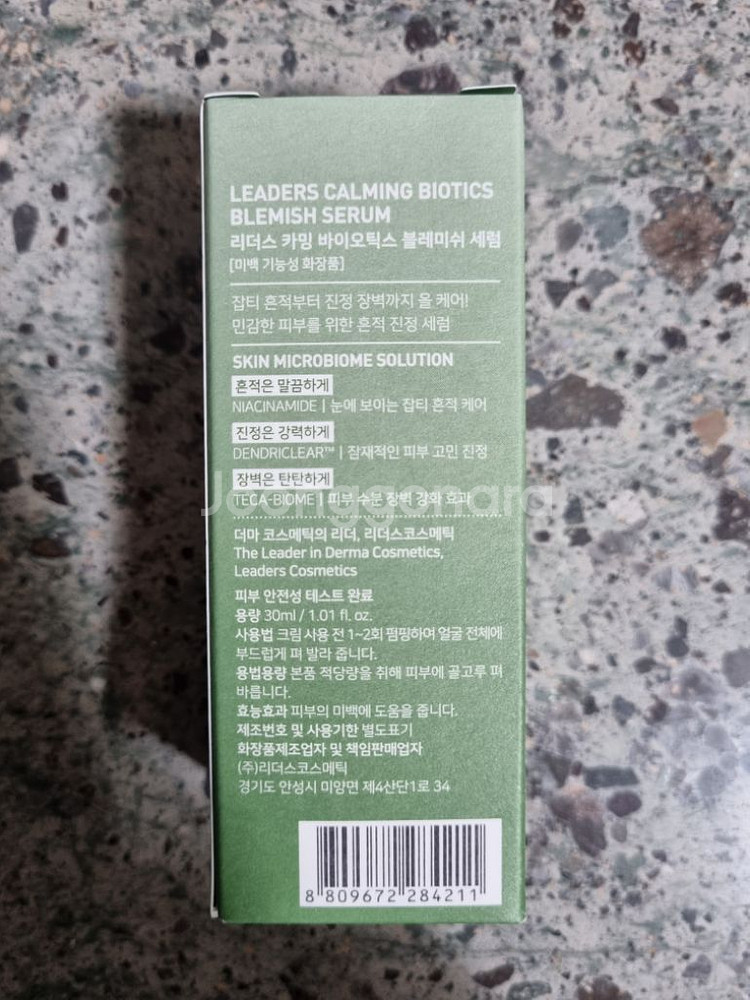 LEADERS CALMING BIOTICS
BLEMISH SERUM
리더스 카밍 바이오틱스 블레미쉬 세럼
[미백 기능성 화장품]
잡티 흔적부터 진정 장벽까지 올 케어!
민감한 피부를 위한 흔적 진정 세럼
SKIN MICROBIOME SOLUTION
흔적은 말끔하게
NIACINAMIDE | 눈에 보이는 잡티 흔적 케어
진정은 강력하게
DENDRICLEAR™ | 잠재적인 피부 고민 진정
장벽은 탄탄하게
TECA-BIOME | 피부 수분 장벽 강화 효과
Joonggonara
더마 코스메틱의 리더, 리더스코스메틱
The Leader in Derma Cosmetics,
Leaders Cosmetics
피부 안전성 테스트 완료
용량 30ml / 1.01 fl. oz.
사용법 크림 사용 전 1~2회 펌핑하여 얼굴 전체에
부드럽게 펴 발라 줍니다.
용법용량 본품 적당량을 취해 피부에 골고루 펴
바릅니다.
효능효과 피부의 미백에 도움을 줍니다.
제조번호 및 사용기한 별도표기
화장품제조업자 및 책임판매업자
(주)리더스코스메틱
경기도 안성시 미양면 제4산단1로 34
8 809672 284211